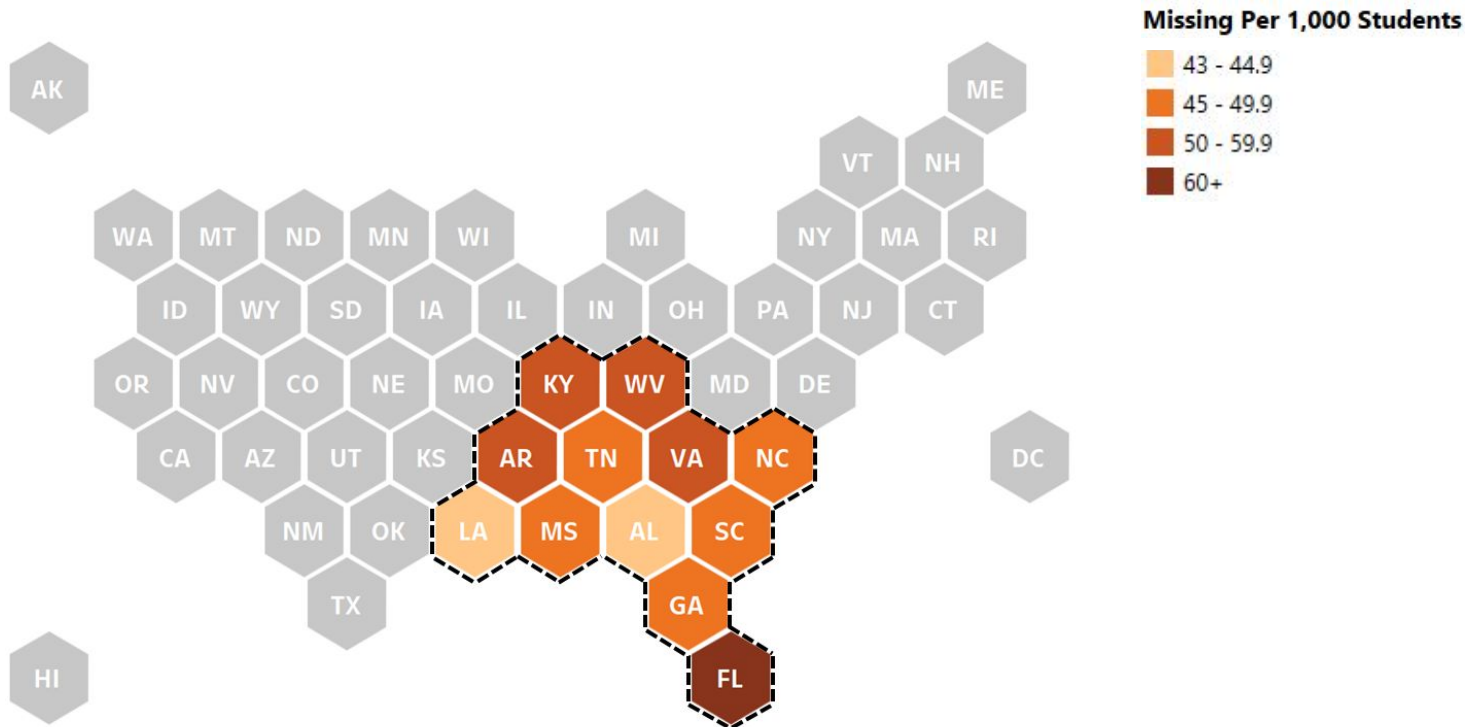 Missing Per 1,000 Students
43 - 44.9
45 - 49.9
50 - 59.9
60+
AK
ME
VT NH
WA MT ND MN WI MI NY MA RI
ID WY SD IA IL IN OH PA NJ CT
OR NV CO NE MO KY WV MD DE
CA AZ UT KS AR TN VA NC DC
NM OK LA MS AL SC
TX GA
HI FL